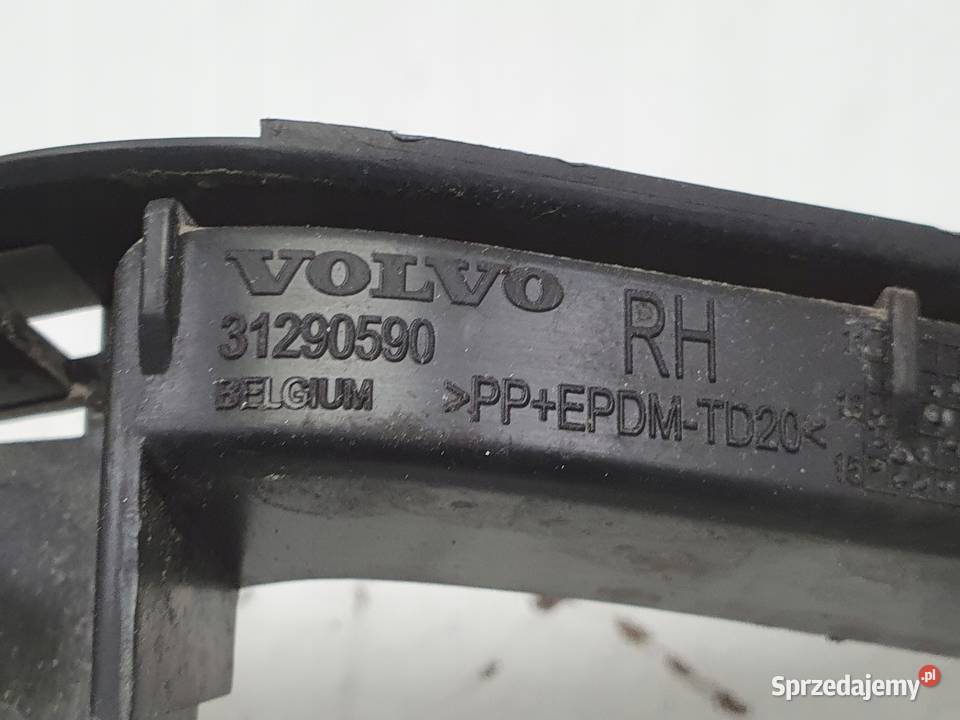 VOLVO
31290590
RH
BELGIUM >PP+EPDM-TD20<
Sprzedajemy.pl